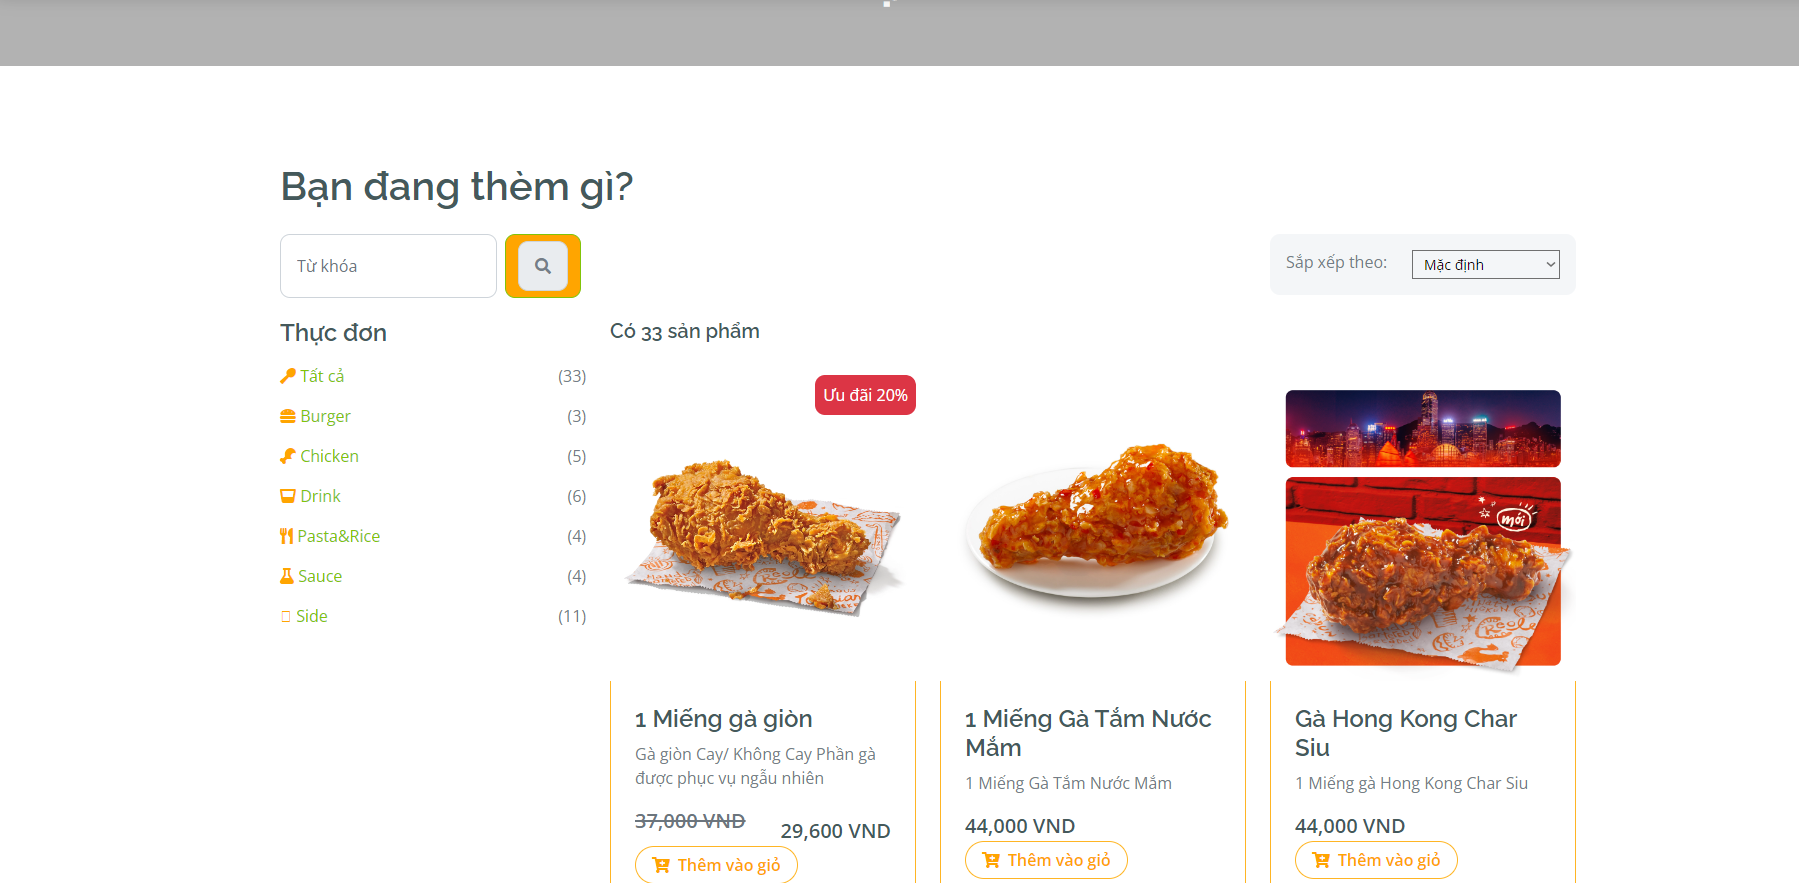 Bạn đang thèm gì?
Từ khóa
Sắp xếp theo:
Mặc định
Thực đơn
Tất cả (33)
Burger (3)
Chicken (5)
Drink (6)
Pasta&Rice (4)
Sauce (4)
Side (11)
Có 33 sản phẩm
Ưu đãi 20%
1 Miếng gà giòn
Gà giòn Cay/ Không Cay Phần gà
được phục vụ ngẫu nhiên
37,000 VND
29,600 VND
Thêm vào giỏ
1 Miếng Gà Tắm Nước
Mắm
1 Miếng Gà Tắm Nước Mắm
44,000 VND
Thêm vào giỏ
mới
Gà Hong Kong Char
Siu
1 Miếng gà Hong Kong Char Siu
44,000 VND
Thêm vào giỏ